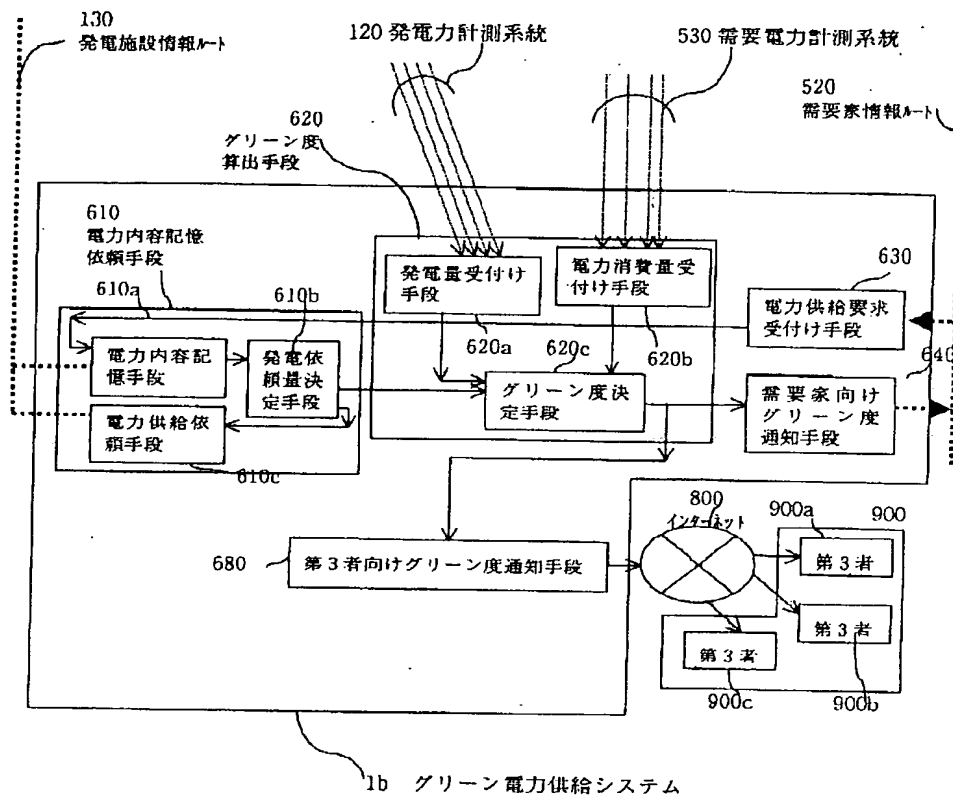 130
発電施設情報ルート
120 発電力計測系統
530 需要電力計測系統
520
需要家情報ルート
620
グリーン度
算出手段
610
電力内容記憶
依頼手段
610a
610b
発電量受付け
手段
電力消費量受
付け手段
630
電力供給要求
受付け手段
電力内容記
憶手段
発電依
頼量決
定手段
620a
620c
620b
640
グリーン度決
定手段
需要家向け
グリーン度
通知手段
電力供給依
頼手段
610c
800
インターネット
900a
900
680
第3者向けグリーン度通知手段
第3者
第3者
第3者
900c
900b
1b グリーン電力供給システム